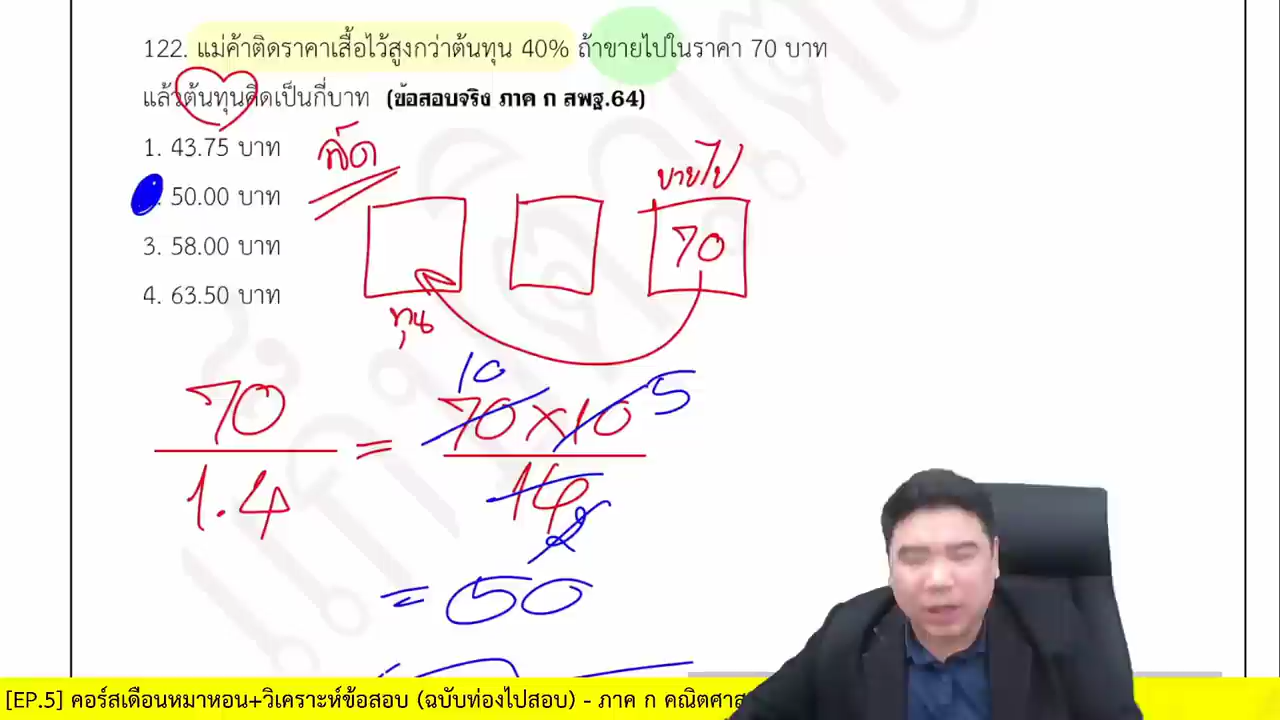 122. แม่ค้าติดราคาเสื้อไว้สูงกว่าต้นทุน 40% ถ้าขายไปในราคา 70 บาท
แล้วต้นทุนคิดเป็นกี่บาท (ข้อสอบจริง ภาค ก สพฐ.64)
1. 43.75 บาท
50.00 บาท
3. 58.00 บาท
4. 63.50 บาท
ลัด
ขายไป
70
ทุน
10
70 = 70x10 5
1.4 14
2
= 50
[EP.5] คอร์สเดือนหมาหอน+วิเคราะห์ข้อสอบ (ฉบับท่องไปสอบ) - ภาค ก คณิตศาส